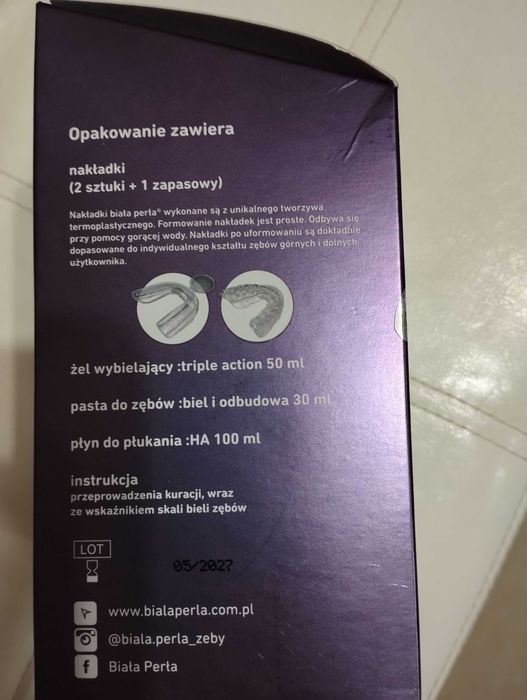 Opakowanie zawiera
nakładki
(2 sztuki + 1 zapasowy)
Nakładki biała perła® wykonane są z unikalnego tworzywa
termoplastycznego. Formowanie nakładek jest proste. Odbywa się
przy pomocy gorącej wody. Nakładki po uformowaniu są dokładnie
dopasowane do indywidualnego kształtu zębów górnych i dolnych
użytkownika.
żel wybielający :triple action 50 ml
pasta do zębów :biel i odbudowa 30 ml
płyn do płukania :HA 100 ml
instrukcja
przeprowadzenia kuracji, wraz
ze wskaźnikiem skali bieli zębów
LOT
05/2027
www.bialaperla.com.pl
@biala.perla_zeby
Biała Perła